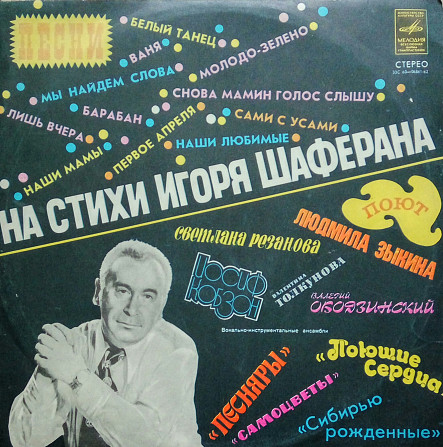 ПЕСНИ
БЕЛЫЙ ТАНЕЦ
ВАНЯ
МОЛОДО-ЗЕЛЕНО
МЫ НАЙДЕМ СЛОВА
СНОВА МАМИН ГОЛОС СЛЫШУ
БАРАБАН
ЛИШЬ ВЧЕРА
САМИ С УСАМИ
ПЕРВОЕ АПРЕЛЯ
НАШИ ЛЮБИМЫЕ
НАШИ МАМЫ
МЕЛОДИЯ
СТЕРЕО
НА СТИХИ ИГОРЯ ШАФЕРАНА
ПОЮТ
ЛЮДМИЛА ЗЫКИНА
СВЕТЛАНА РЕЗАНОВА
ИОСИФ
КОБЗОН
ВАЛЕНТИНА
ТОЛКУНОВА
ВАЛЕРИЙ
ОБОДЗИНСКИЙ
Вокально-инструментальные ансамбли
«ПЕСНЯРЫ»
«САМОЦВЕТЫ»
«Поющие
Сердца»
«Сибирью
рожденные»